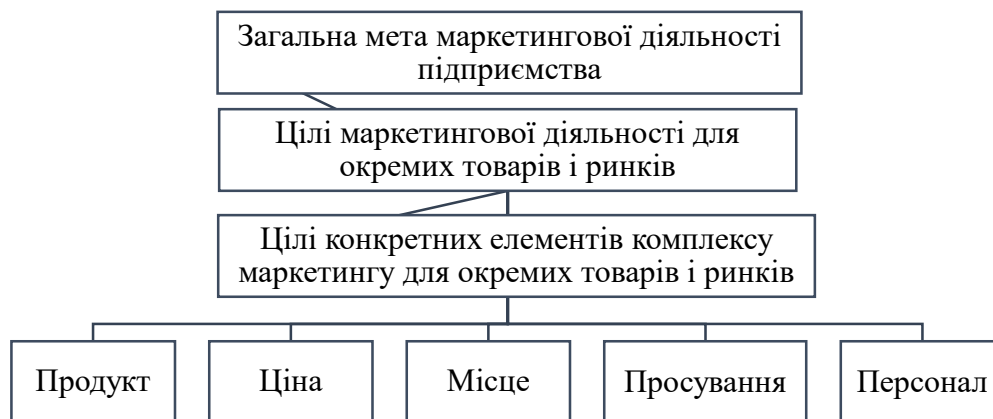 Загальна мета маркетингової діяльності
підприємства
Цілі маркетингової діяльності для
окремих товарів і ринків
Цілі конкретних елементів комплексу
маркетингу для окремих товарів і ринків
Продукт
Ціна
Місце
Просування
Персонал